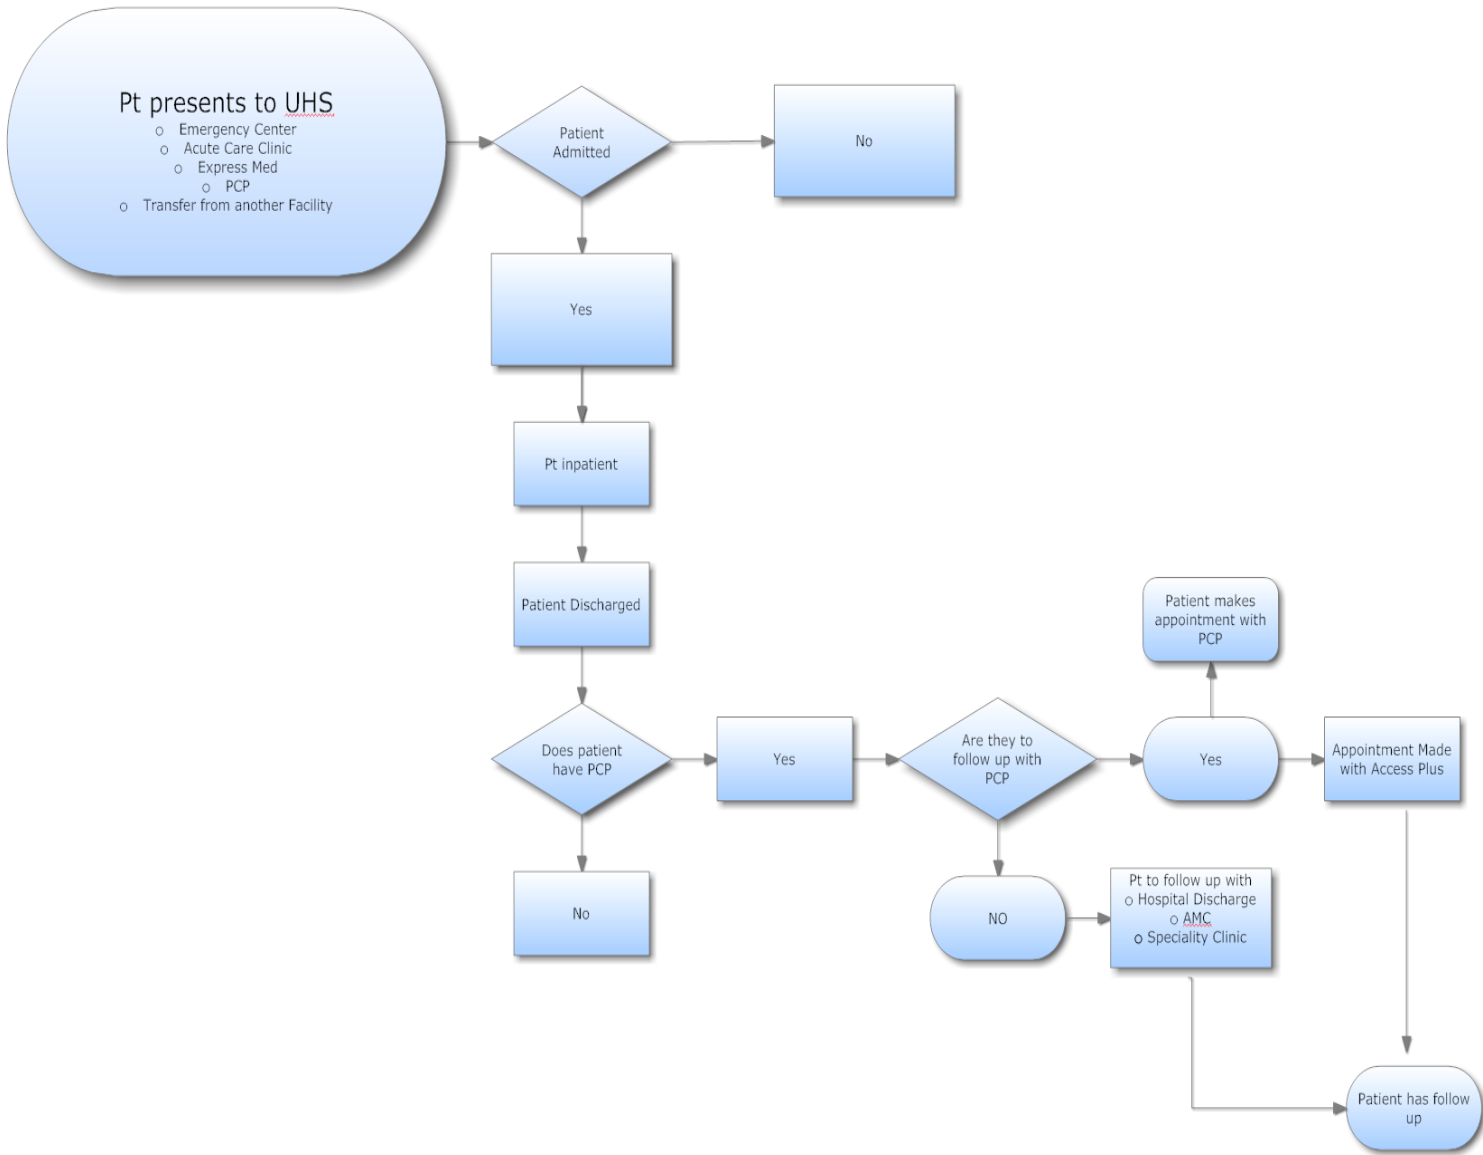 Pt presents to UHS
○ Emergency Center
○ Acute Care Clinic
○ Express Med
○ PCP
○ Transfer from another Facility
Patient
Admitted
No
Yes
Pt inpatient
Patient Discharged
Does patient
have PCP
Yes
No
Are they to
follow up with
PCP
Yes
Patient makes
appointment with
PCP
Appointment Made
with Access Plus
NO
Pt to follow up with
○ Hospital Discharge
○ AMC
○ Speciality Clinic
Patient has follow
up